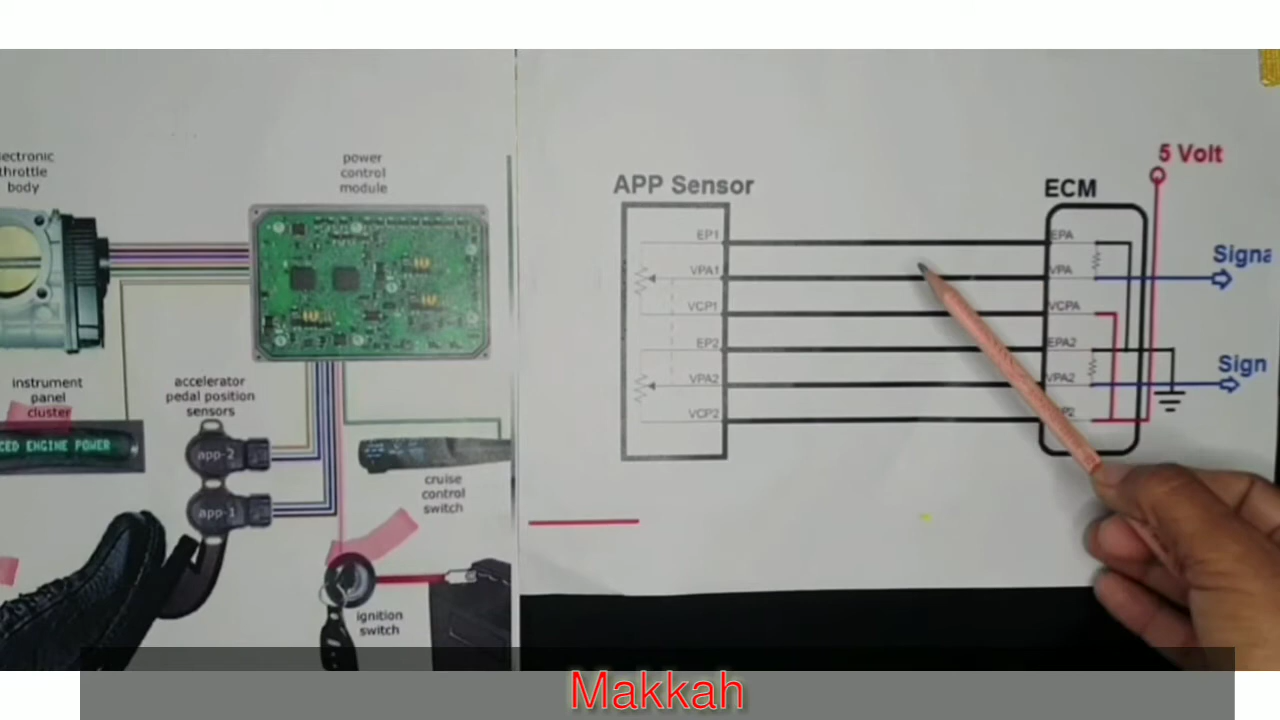 lectronic
throttle
body
power
control
module
instrument
panel
cluster
CED ENGINE POWER
accelerator
pedal position
sensors
app-2
app-1
cruise
control
switch
ignition
switch
APP Sensor
EP1
VPA1
VCP1
EP2
VPA2
VCP2
ECM
EPA
VPA
VCPA
EPA2
VPA2
P2
5 Volt
Signa
Sign
Makkah